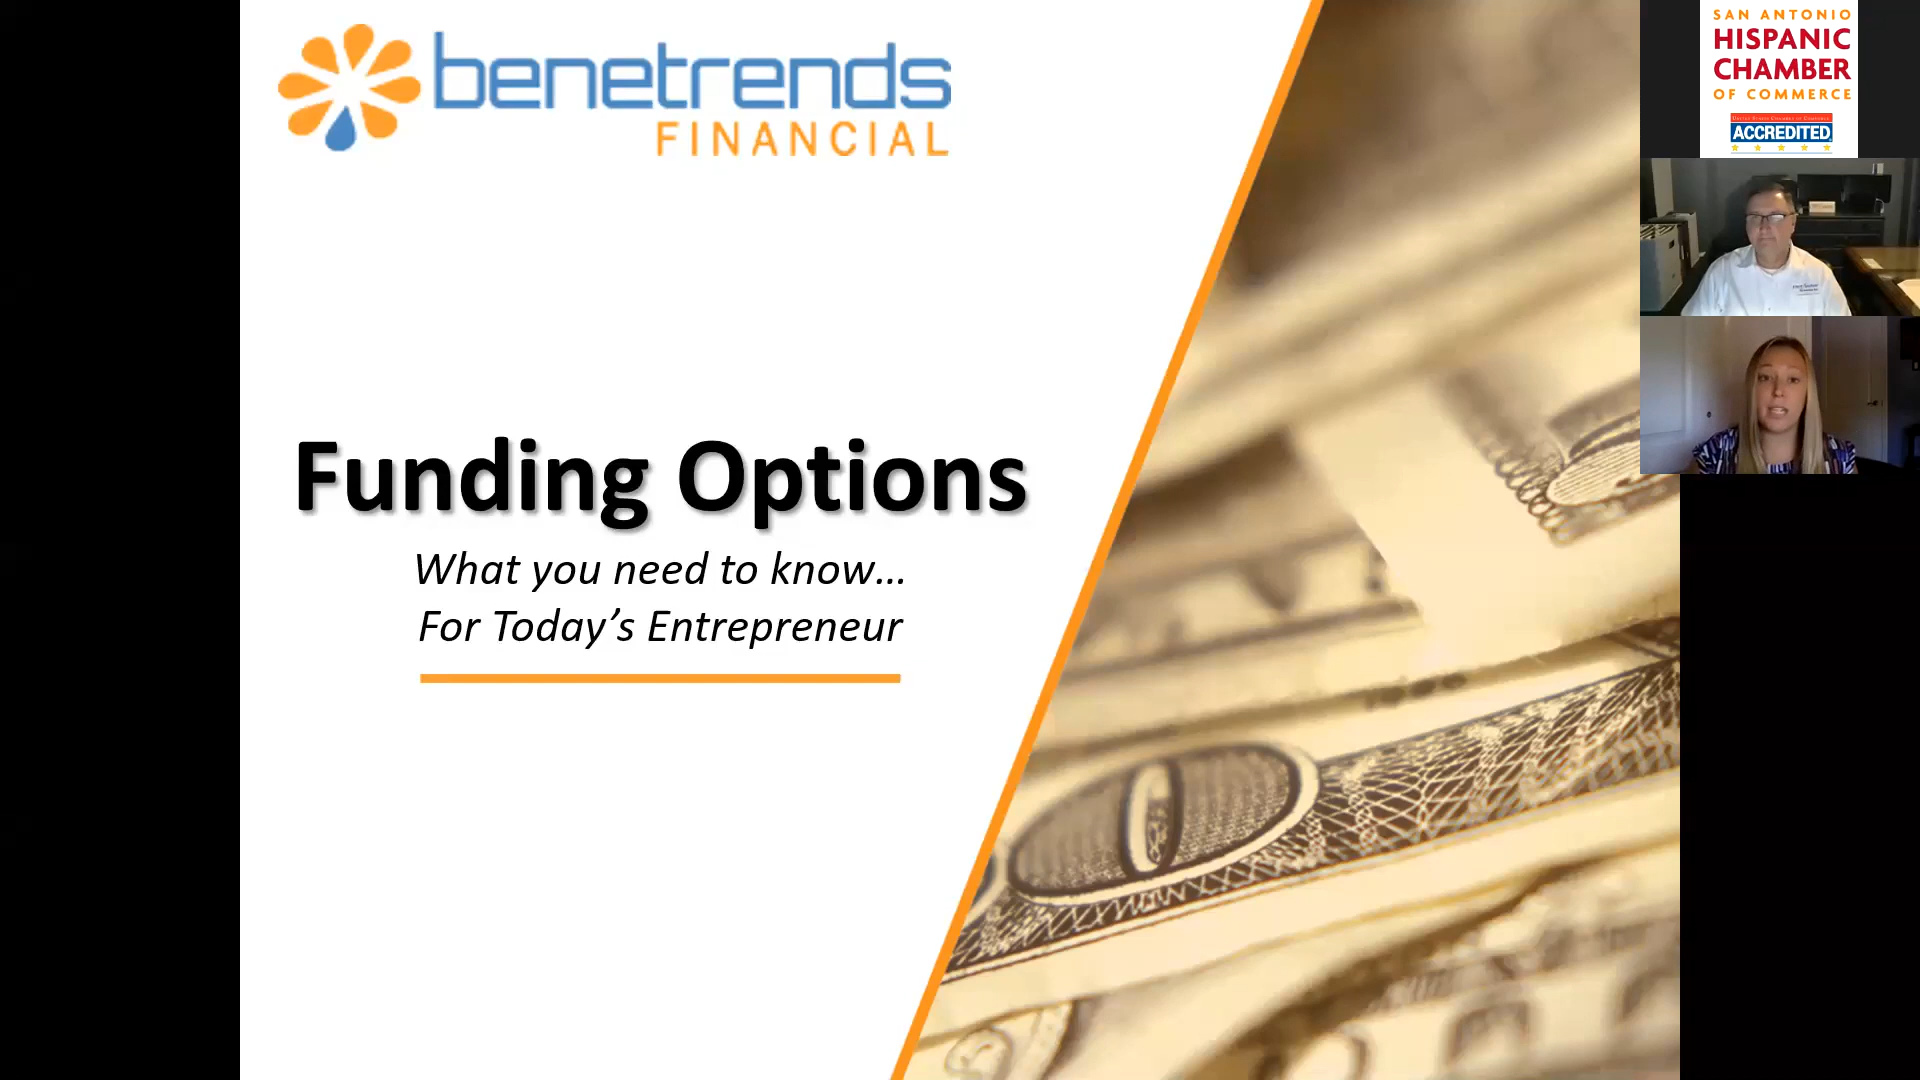 benetrends
FINANCIAL
Funding Options
What you need to know...
For Today's Entrepreneur
SAN ANTONIO
HISPANIC
CHAMBER
OF COMMERCE
ACCREDITED